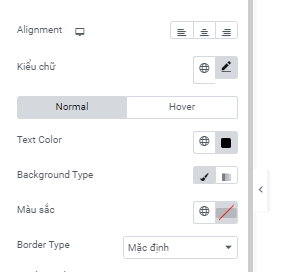 Alignment
Kiểu chữ
Normal Hover
Text Color
Background Type
Màu sắc
Border Type Mặc định